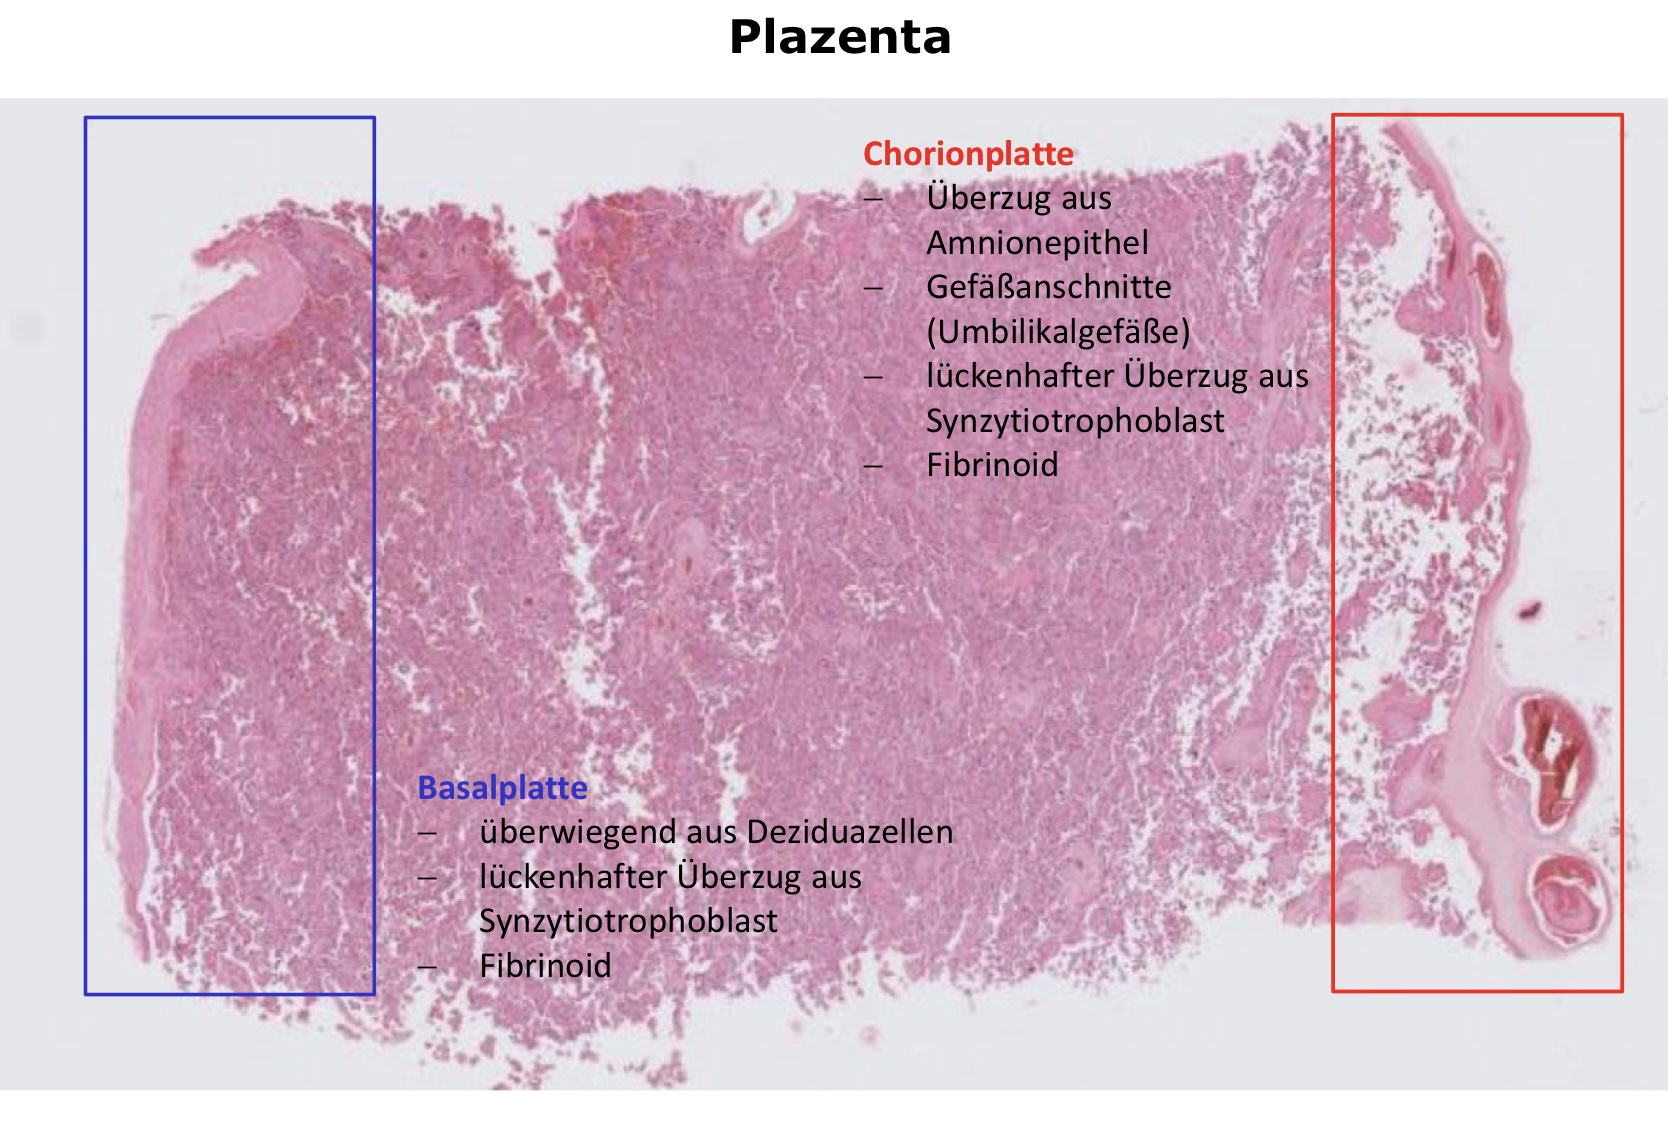 Plazenta
Chorionplatte
– Überzug aus
Amnionepithel
– Gefäßanschnitte
(Umbilikalgefäße)
– lückenhafter Überzug aus
Synzytiotrophoblast
– Fibrinoid
Basalplatte
– überwiegend aus Deziduazellen
– lückenhafter Überzug aus
Synzytiotrophoblast
– Fibrinoid